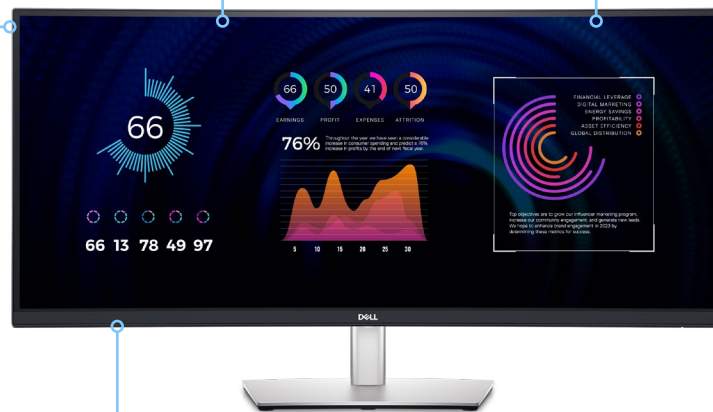 66
66 13 78 49 97
66 50 41 50
EARNINGS PROFIT EXPENSES ATTRITION
76%
Throughout the year we have seen a considerable
increase in consumer spending and predict a 76%
increase in profits by the end of next fiscal year.
5 10 15 20 25 30
FINANCIAL LEVERAGE
DIGITAL MARKETING
ENERGY SAVINGS
PROFITABILITY
ASSET EFFICIENCY
GLOBAL DISTRIBUTION
Top objectives are to grow our influencer marketing program,
increase our community engagement, and generate new leads.
We hope to enhance trend engagement in 2023 by
determining these metrics for success.
DELL